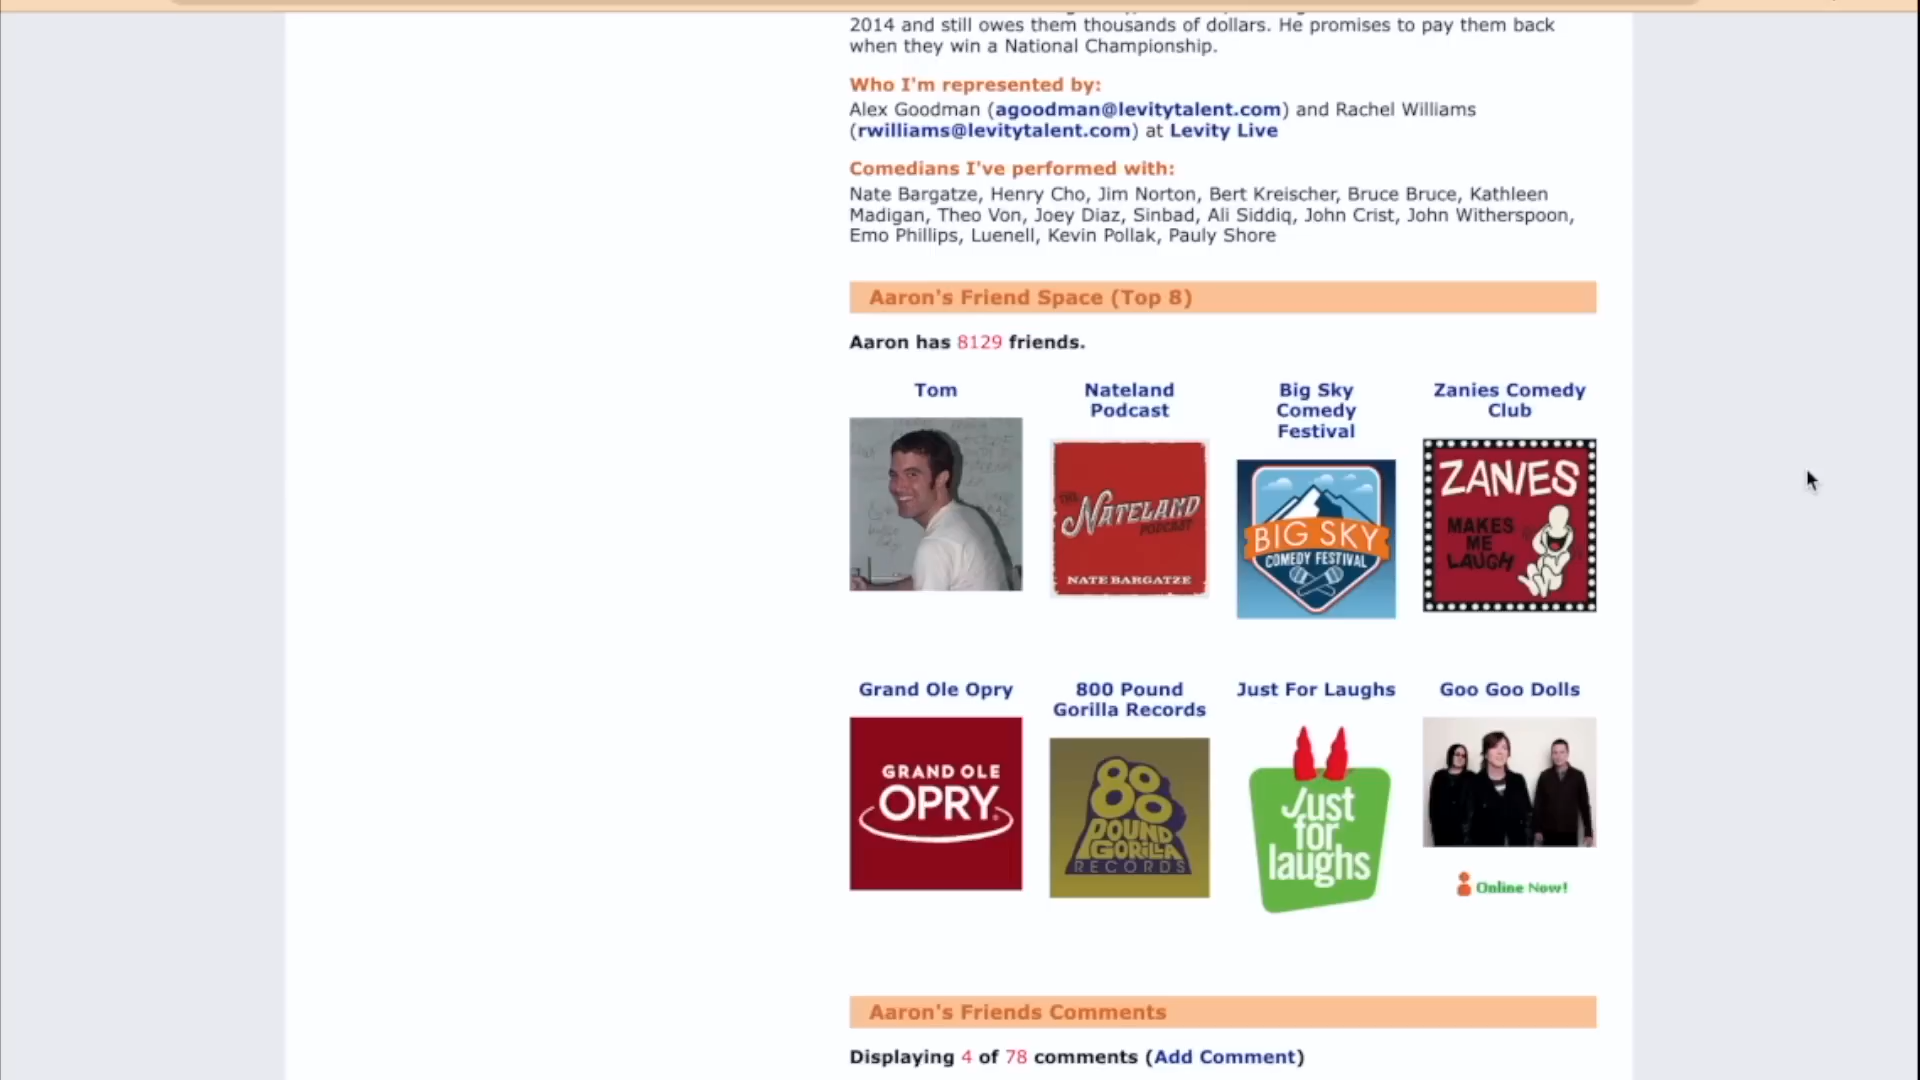 2014 and still owes them thousands of dollars. He promises to pay them back
when they win a National Championship.
Who I'm represented by:
Alex Goodman (agoodman@levitytalent.com) and Rachel Williams
(rwilliams@levitytalent.com) at Levity Live
Comedians I've performed with:
Nate Bargatze, Henry Cho, Jim Norton, Bert Kreischer, Bruce Bruce, Kathleen
Madigan, Theo Von, Joey Diaz, Sinbad, Ali Siddiq, John Crist, John Witherspoon,
Emo Phillips, Luenell, Kevin Pollak, Pauly Shore
Aaron's Friend Space (Top 8)
Aaron has 8129 friends.
Tom
Nateland
Podcast
THE
NATELAND
PODCAST
NATE BARGATZE
Big Sky
Comedy
Festival
BIG SKY
COMEDY FESTIVAL
Zanies Comedy
Club
ZANIES
MAKES
ME
LAUGH
Grand Ole Opry
GRAND OLE
OPRY
800 Pound
Gorilla Records
800
POUND
GORILLA
RECORDS
Just For Laughs
Just
for
laughs
Goo Goo Dolls
Online Now!
Aaron's Friends Comments
Displaying 4 of 78 comments (Add Comment)